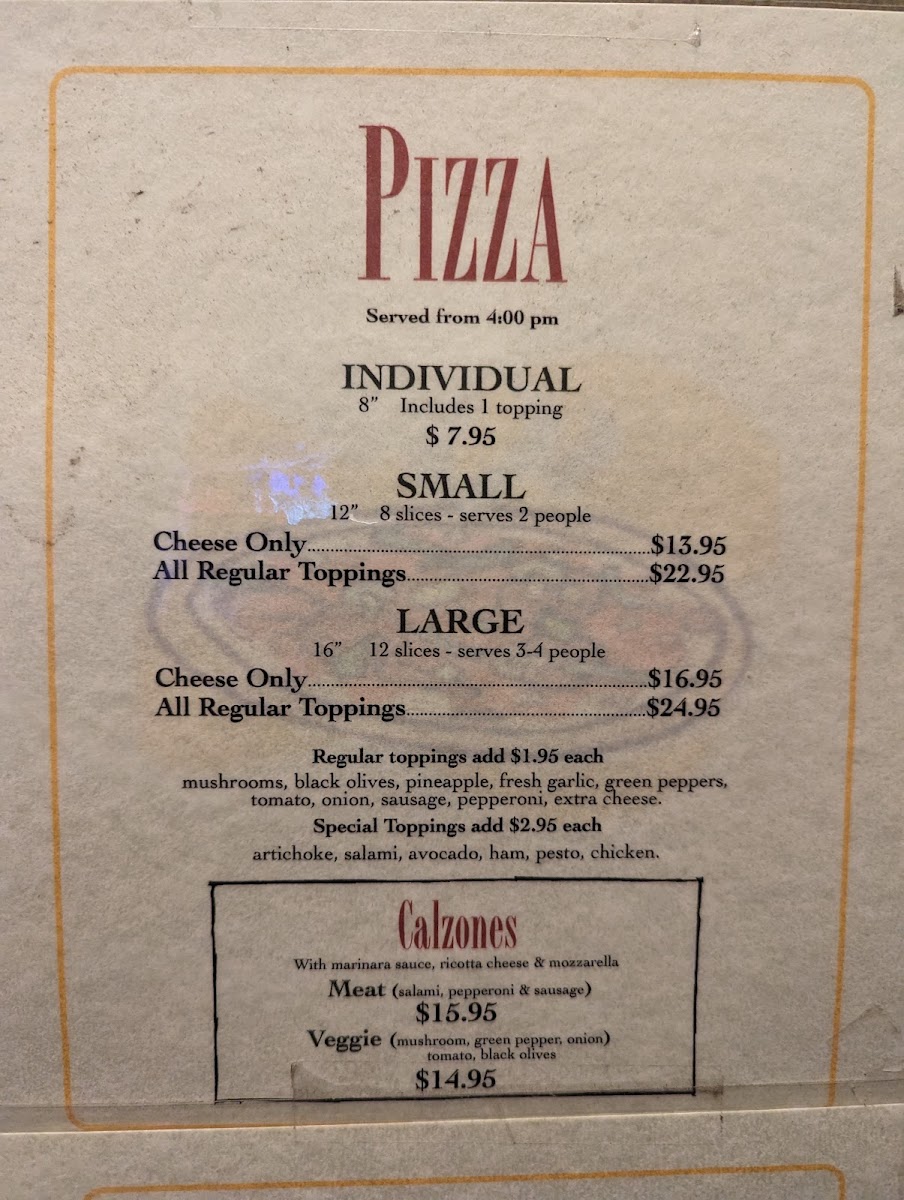 PIZZA
Served from 4:00 pm
INDIVIDUAL
8” Includes 1 topping
$ 7.95
SMALL
12” 8 slices - serves 2 people
Cheese Only..........$13.95
All Regular Toppings..........$22.95
LARGE
16” 12 slices - serves 3-4 people
Cheese Only..........$16.95
All Regular Toppings..........$24.95
Regular toppings add $1.95 each
mushrooms, black olives, pineapple, fresh garlic, green peppers,
tomato, onion, sausage, pepperoni, extra cheese.
Special Toppings add $2.95 each
artichoke, salami, avocado, ham, pesto, chicken.
Calzones
With marinara sauce, ricotta cheese & mozzarella
Meat (salami, pepperoni & sausage)
$15.95
Veggie (mushroom, green pepper, onion)
tomato, black olives
$14.95